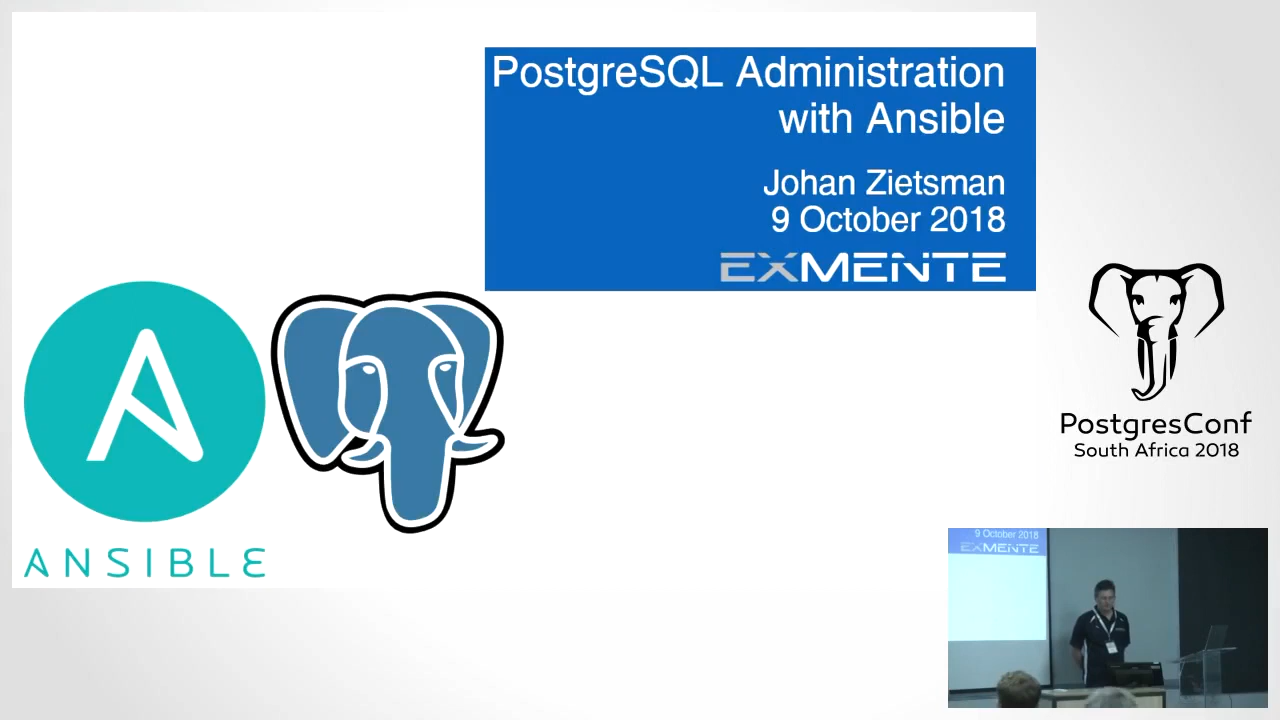 PostgreSQL Administration
with Ansible
Johan Zietsman
9 October 2018
EXMENTE
ANSIBLE
PostgresConf
South Africa 2018
9 October 2018
EXMENTE